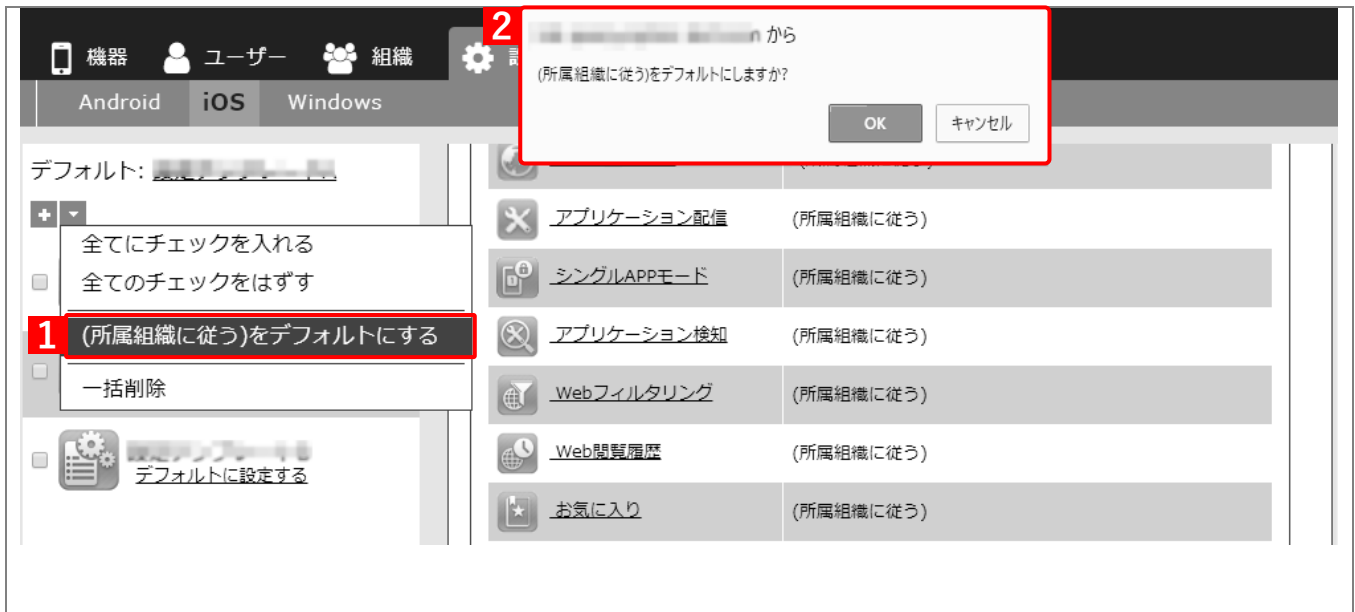 2
から
(所属組織に従う)をデフォルトにしますか?
OK キャンセル
機器 ユーザー 組織
Android iOS Windows
デフォルト:
全てにチェックを入れる
全てのチェックをはずす
1
(所属組織に従う)をデフォルトにする
一括削除
デフォルトに設定する
アプリケーション配信 (所属組織に従う)
シングルAPPモード (所属組織に従う)
アプリケーション検知 (所属組織に従う)
Webフィルタリング (所属組織に従う)
Web閲覧履歴 (所属組織に従う)
お気に入り (所属組織に従う)